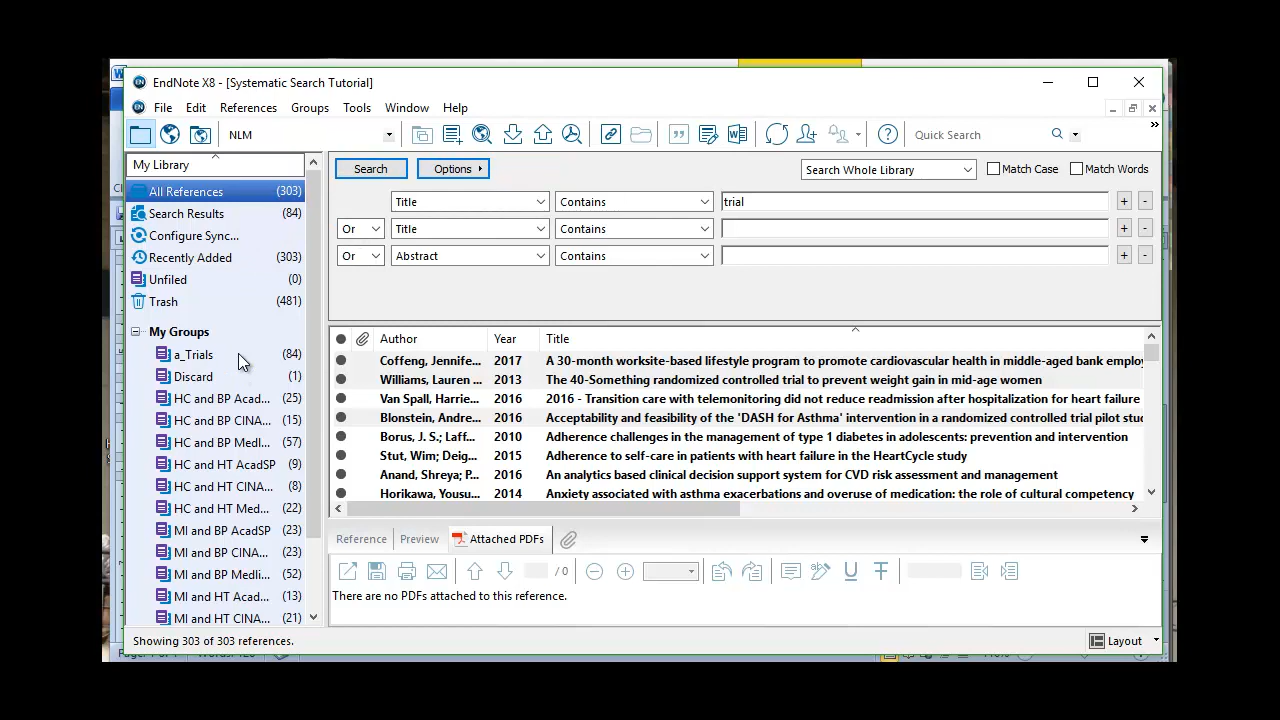 EndNote X8 - [Systematic Search Tutorial]
File Edit References Groups Tools Window Help
NLM
Quick Search
My Library
All References (303)
Search Results (84)
Configure Sync...
Recently Added (303)
Unfiled (0)
Trash (481)
My Groups
a_Trials (84)
Discard (1)
HC and BP Acad... (25)
HC and BP CINA... (15)
HC and BP Medl... (57)
HC and HT AcadSP (9)
HC and HT CINA... (8)
HC and HT Med... (22)
MI and BP AcadSP (23)
MI and BP CINA... (23)
MI and BP Medli... (52)
MI and HT Acad... (13)
MI and HT CINA... (21)
Search Options Search Whole Library Match Case Match Words
Title Contains trial + -
Or Title Contains + -
Or Abstract Contains + -
Author Year Title
Coffeng, Jennife... 2017 A 30-month worksite-based lifestyle program to promote cardiovascular health in middle-aged bank employ
Williams, Lauren ... 2013 The 40-Something randomized controlled trial to prevent weight gain in mid-age women
Van Spall, Harrie... 2016 2016 - Transition care with telemonitoring did not reduce readmission after hospitalization for heart failure
Blonstein, Andre... 2016 Acceptability and feasibility of the 'DASH for Asthma' intervention in a randomized controlled trial pilot stud
Borus, J. S.; Laff... 2010 Adherence challenges in the management of type 1 diabetes in adolescents: prevention and intervention
Stut, Wim; Deig... 2015 Adherence to self-care in patients with heart failure in the HeartCycle study
Anand, Shreya; P... 2016 An analytics based clinical decision support system for CVD risk assessment and management
Horikawa, Yousu... 2014 Anxiety associated with asthma exacerbations and overuse of medication: the role of cultural competency
Reference Preview Attached PDFs
/ 0
There are no PDFs attached to this reference.
Showing 303 of 303 references.
Layout